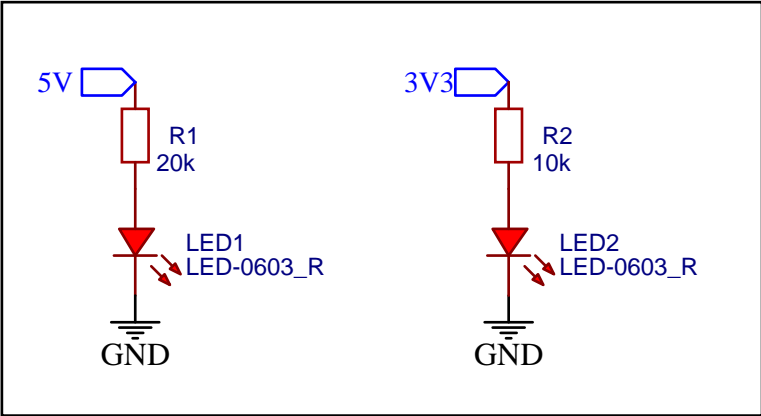 5V
R1
20k
LED1
LED-0603_R
GND
3V3
R2
10k
LED2
LED-0603_R
GND